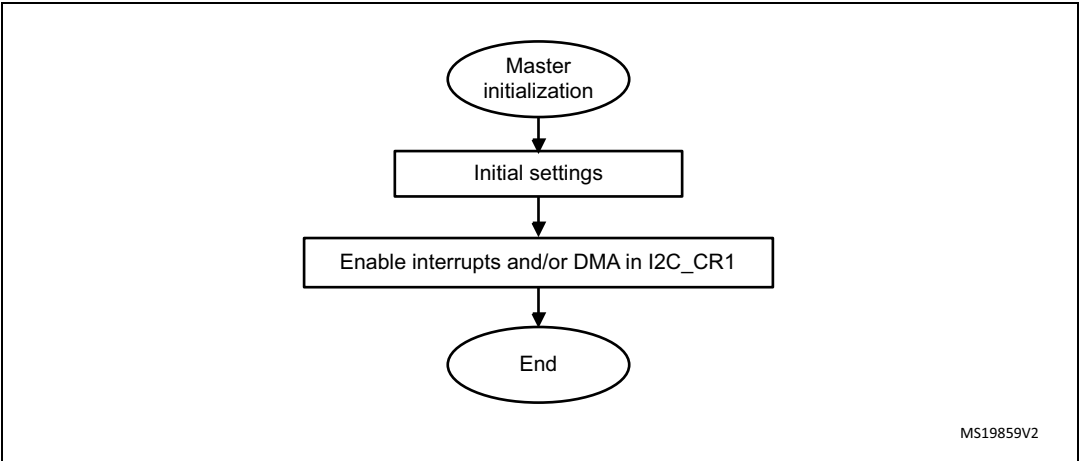 Master
initialization
Initial settings
Enable interrupts and/or DMA in I2C_CR1
End
MS19859V2